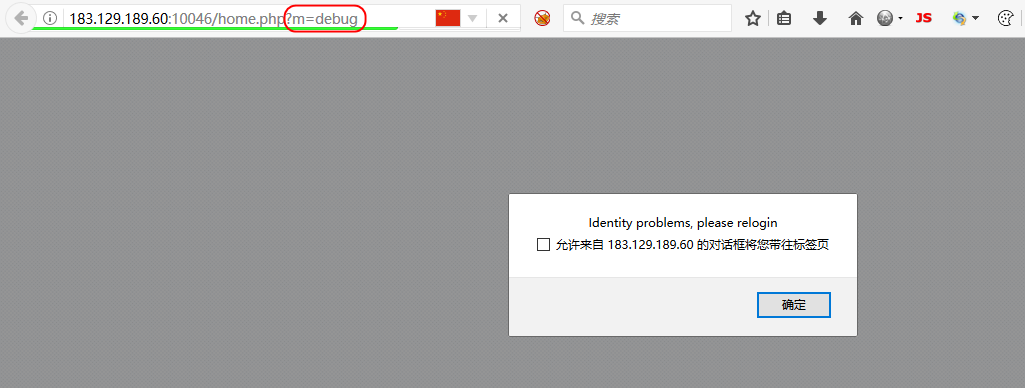 183.129.189.60:10046/home.php?m=debug
搜索
JS
Identity problems, please relogin
允许来自 183.129.189.60 的对话框将您带往标签页
确定